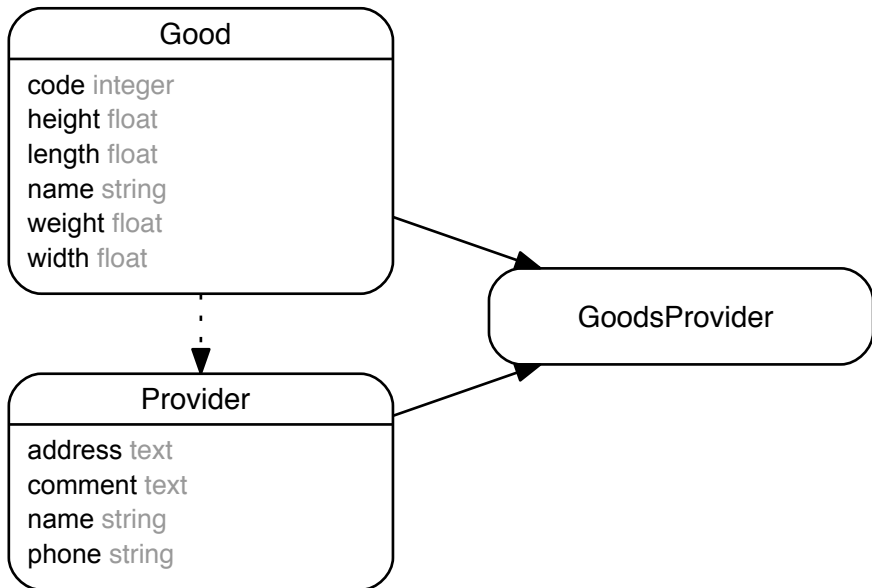 Good
code integer
height float
length float
name string
weight float
width float
GoodsProvider
Provider
address text
comment text
name string
phone string